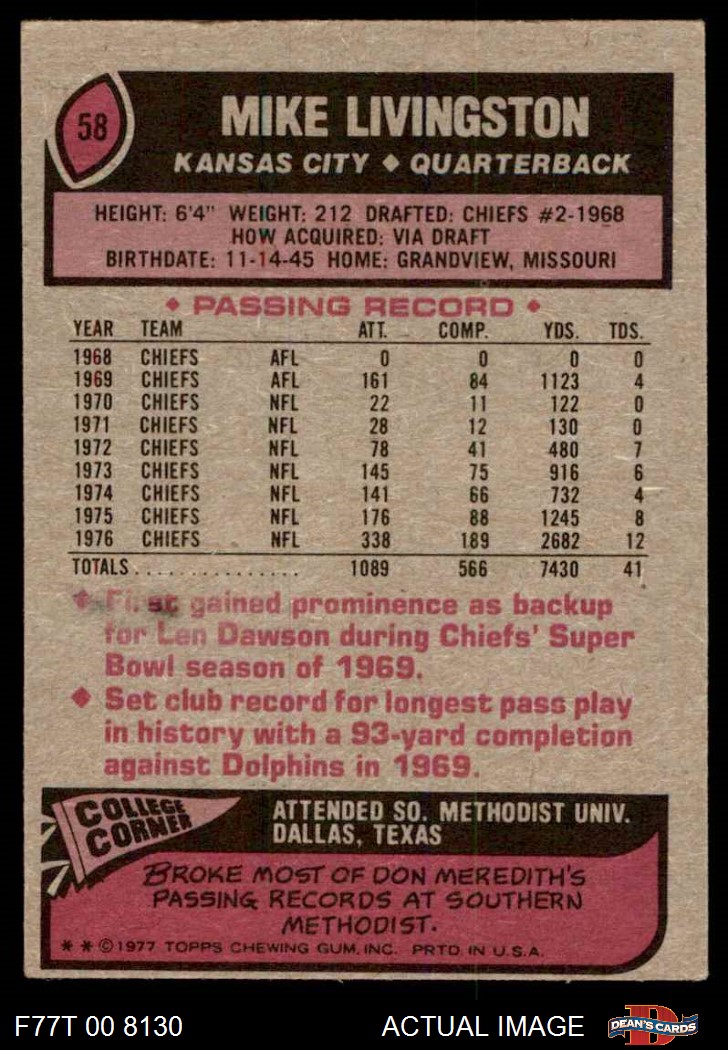 58
MIKE LIVINGSTON
KANSAS CITY ♦ QUARTERBACK
HEIGHT: 6'4" WEIGHT: 212 DRAFTED: CHIEFS #2-1968
HOW ACQUIRED: VIA DRAFT
BIRTHDATE: 11-14-45 HOME: GRANDVIEW, MISSOURI
♦ PASSING RECORD ♦
YEAR TEAM ATT. COMP. YDS. TDS.
1968 CHIEFS AFL 0 0 0 0
1969 CHIEFS AFL 161 84 1123 4
1970 CHIEFS NFL 22 11 122 0
1971 CHIEFS NFL 28 12 130 0
1972 CHIEFS NFL 78 41 480 7
1973 CHIEFS NFL 145 75 916 6
1974 CHIEFS NFL 141 66 732 4
1975 CHIEFS NFL 176 88 1245 8
1976 CHIEFS NFL 338 189 2682 12
TOTALS................ 1089 566 7430 41
♦ First gained prominence as backup
for Len Dawson during Chiefs' Super
Bowl season of 1969.
♦ Set club record for longest pass play
in history with a 93-yard completion
against Dolphins in 1969.
COLLEGE
CORNER
ATTENDED SO. METHODIST UNIV.
DALLAS, TEXAS
BROKE MOST OF DON MEREDITH'S
PASSING RECORDS AT SOUTHERN
METHODIST.
* * © 1977 TOPPS CHEWING GUM, INC. PRTD. IN U.S.A.
F77T 00 8130 ACTUAL IMAGE
DEAN'S CARDS